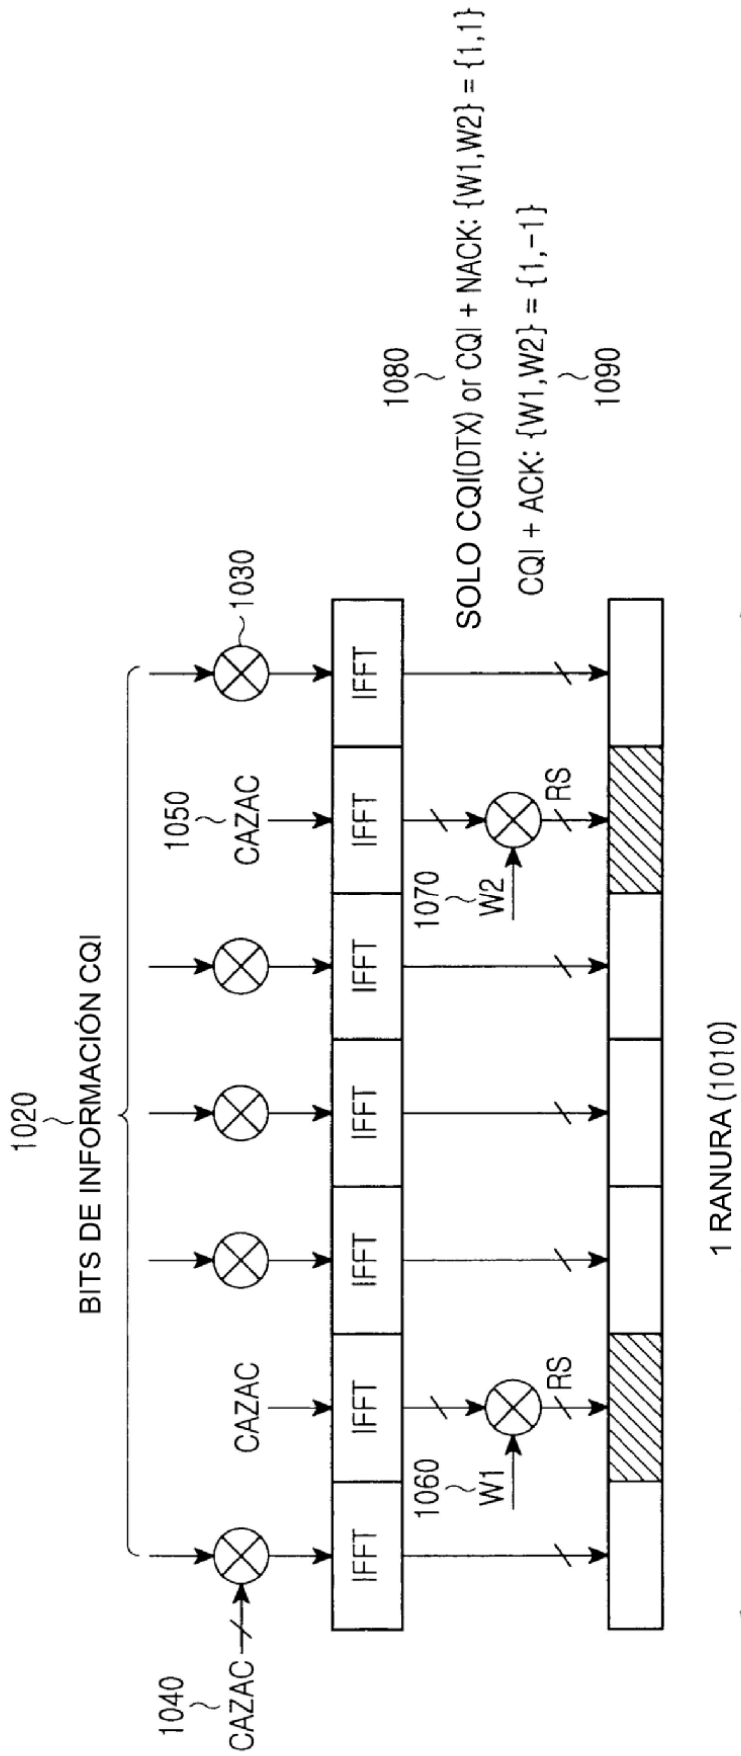 1020
BITS DE INFORMACIÓN CQI
1040
CAZAC
CAZAC
1050
CAZAC
1030
IFFT
IFFT
IFFT
IFFT
IFFT
IFFT
IFFT
1060
W1
RS
1070
W2
RS
1080
SOLO CQI(DTX) or CQI + NACK: {W1,W2} = {1,1}
CQI + ACK: {W1,W2} = {1,-1}
1090
1 RANURA (1010)